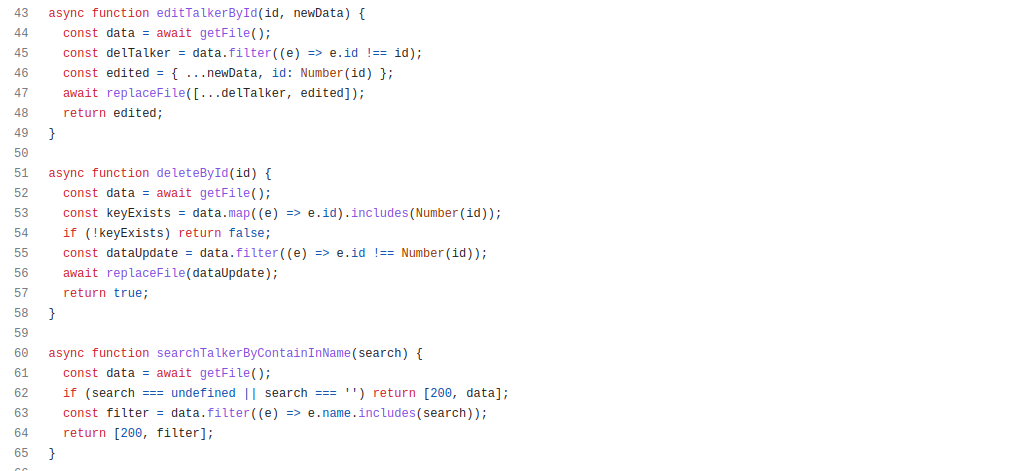 43 async function editTalkerById(id, newData) {
44   const data = await getFile();
45   const delTalker = data.filter((e) => e.id !== id);
46   const edited = { ...newData, id: Number(id) };
47   await replaceFile([...delTalker, edited]);
48   return edited;
49 }
50
51 async function deleteById(id) {
52   const data = await getFile();
53   const keyExists = data.map((e) => e.id).includes(Number(id));
54   if (!keyExists) return false;
55   const dataUpdate = data.filter((e) => e.id !== Number(id));
56   await replaceFile(dataUpdate);
57   return true;
58 }
59
60 async function searchTalkerByContainInName(search) {
61   const data = await getFile();
62   if (search === undefined || search === '') return [200, data];
63   const filter = data.filter((e) => e.name.includes(search));
64   return [200, filter];
65 }